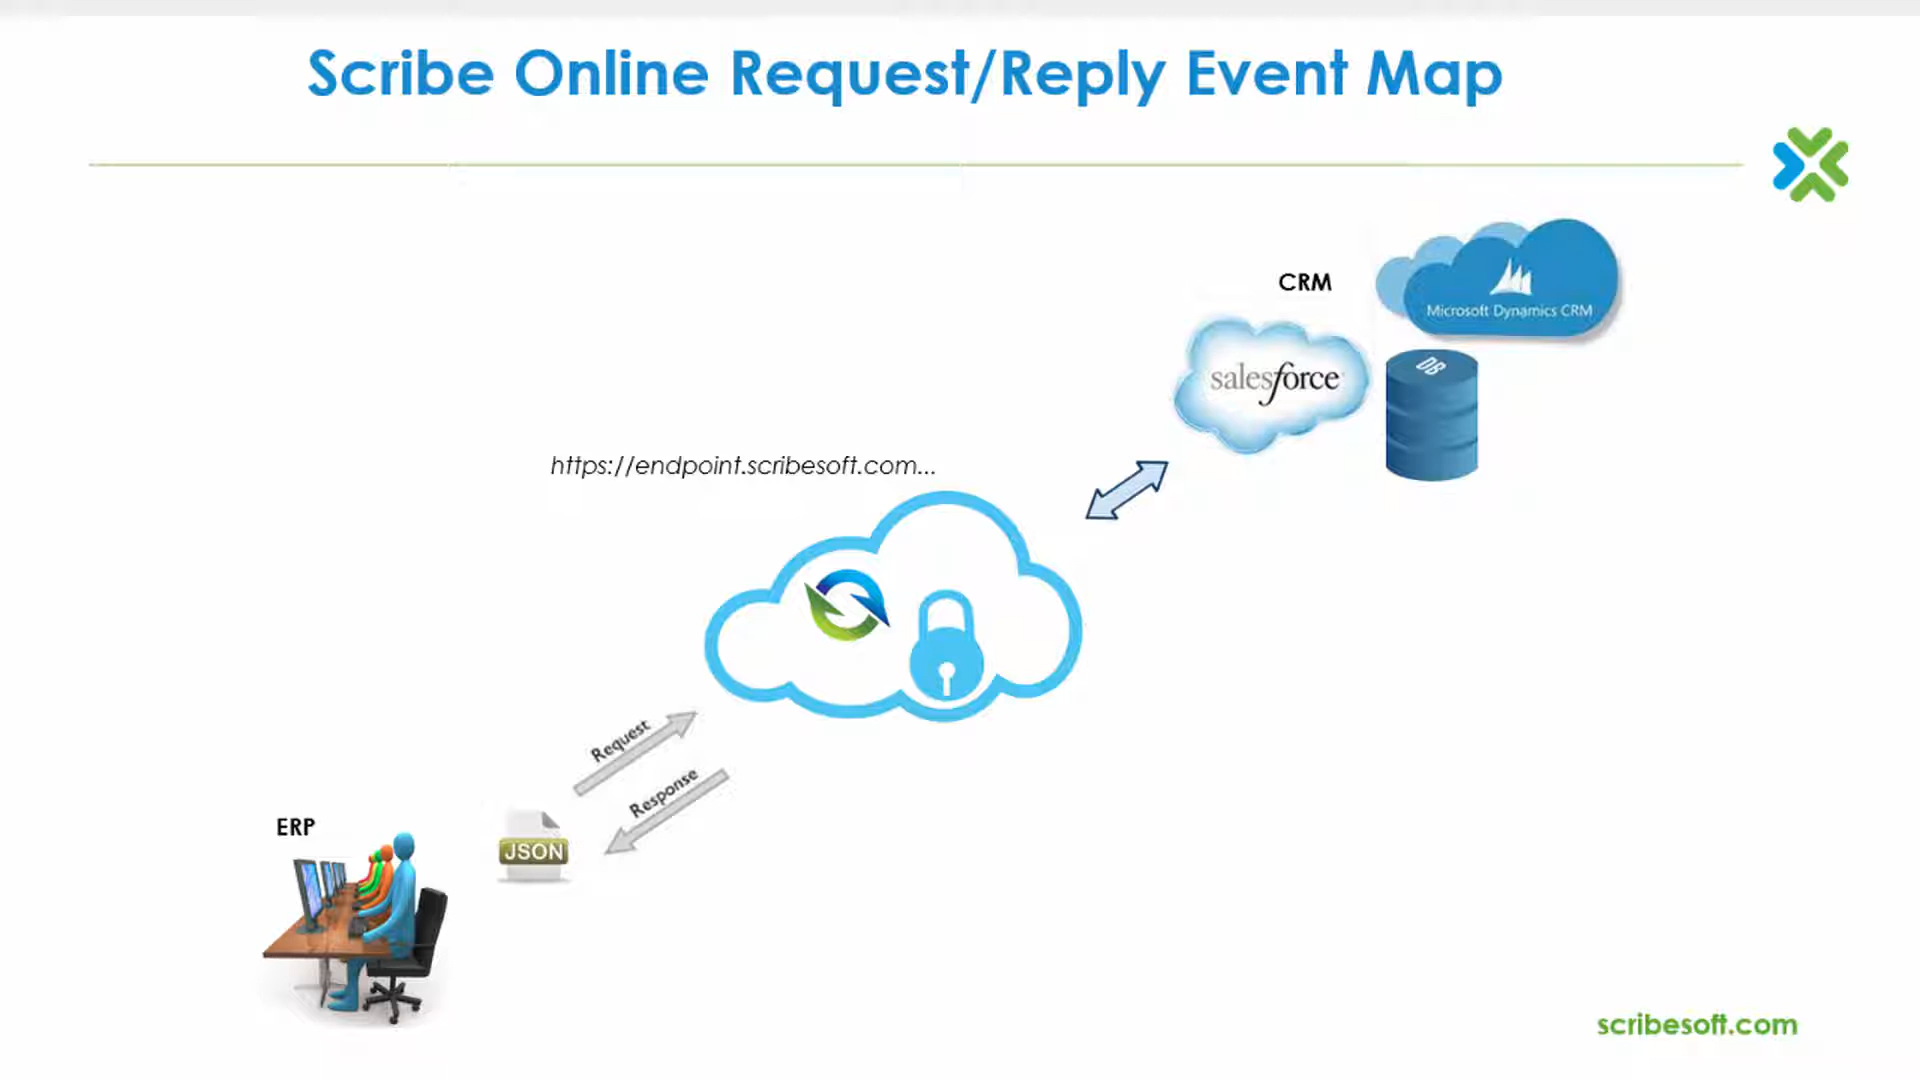 Scribe Online Request/Reply Event Map
CRM
Microsoft Dynamics CRM
salesforce
DB
https://endpoint.scribesoft.com...
Request
Response
ERP
JSON
scribesoft.com